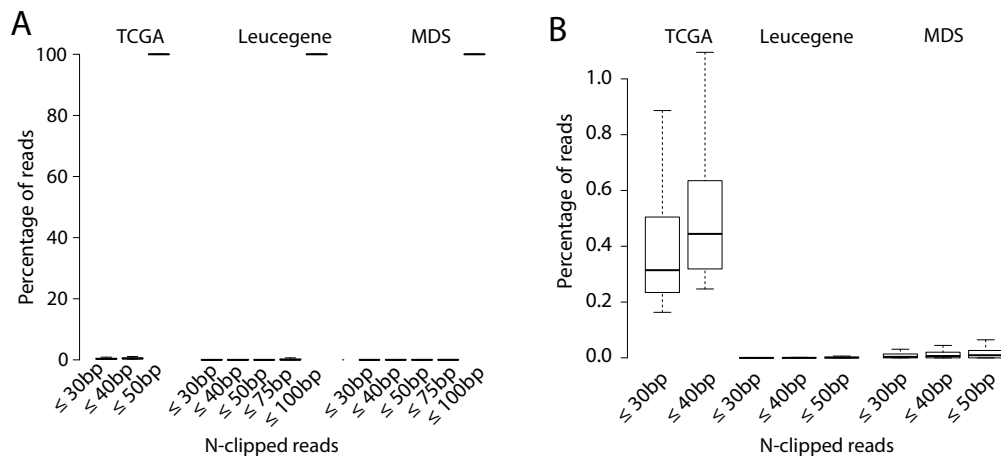 A
TCGA Leucegene MDS
Percentage of reads
100
80
60
40
20
0
≤ 30bp
≤ 40bp
≤ 50bp
≤ 30bp
≤ 40bp
≤ 50bp
≤ 75bp
≤ 100bp
≤ 30bp
≤ 40bp
≤ 50bp
≤ 75bp
≤ 100bp
N-clipped reads
B
TCGA Leucegene MDS
Percentage of reads
1.0
0.8
0.6
0.4
0.2
0.0
≤ 30bp
≤ 40bp
≤ 30bp
≤ 40bp
≤ 50bp
≤ 30bp
≤ 40bp
≤ 50bp
N-clipped reads